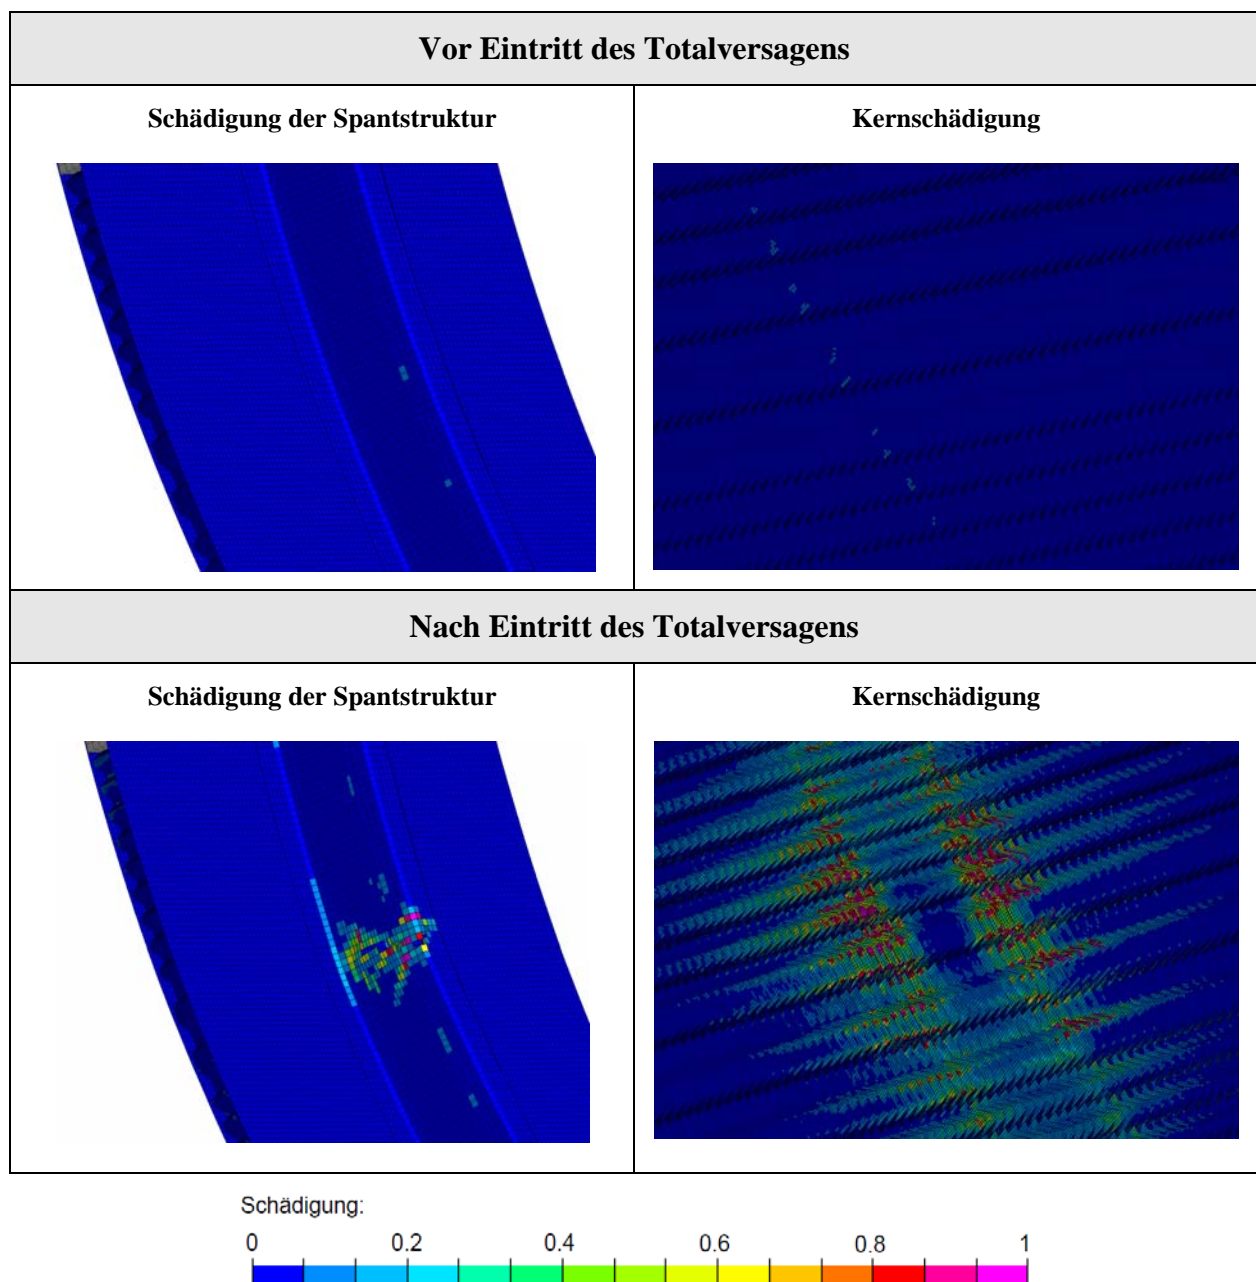 Vor Eintritt des Totalversagens
Schädigung der Spantstruktur
Kernschädigung
Nach Eintritt des Totalversagens
Schädigung der Spantstruktur
Kernschädigung
Schädigung:
0 0.2 0.4 0.6 0.8 1